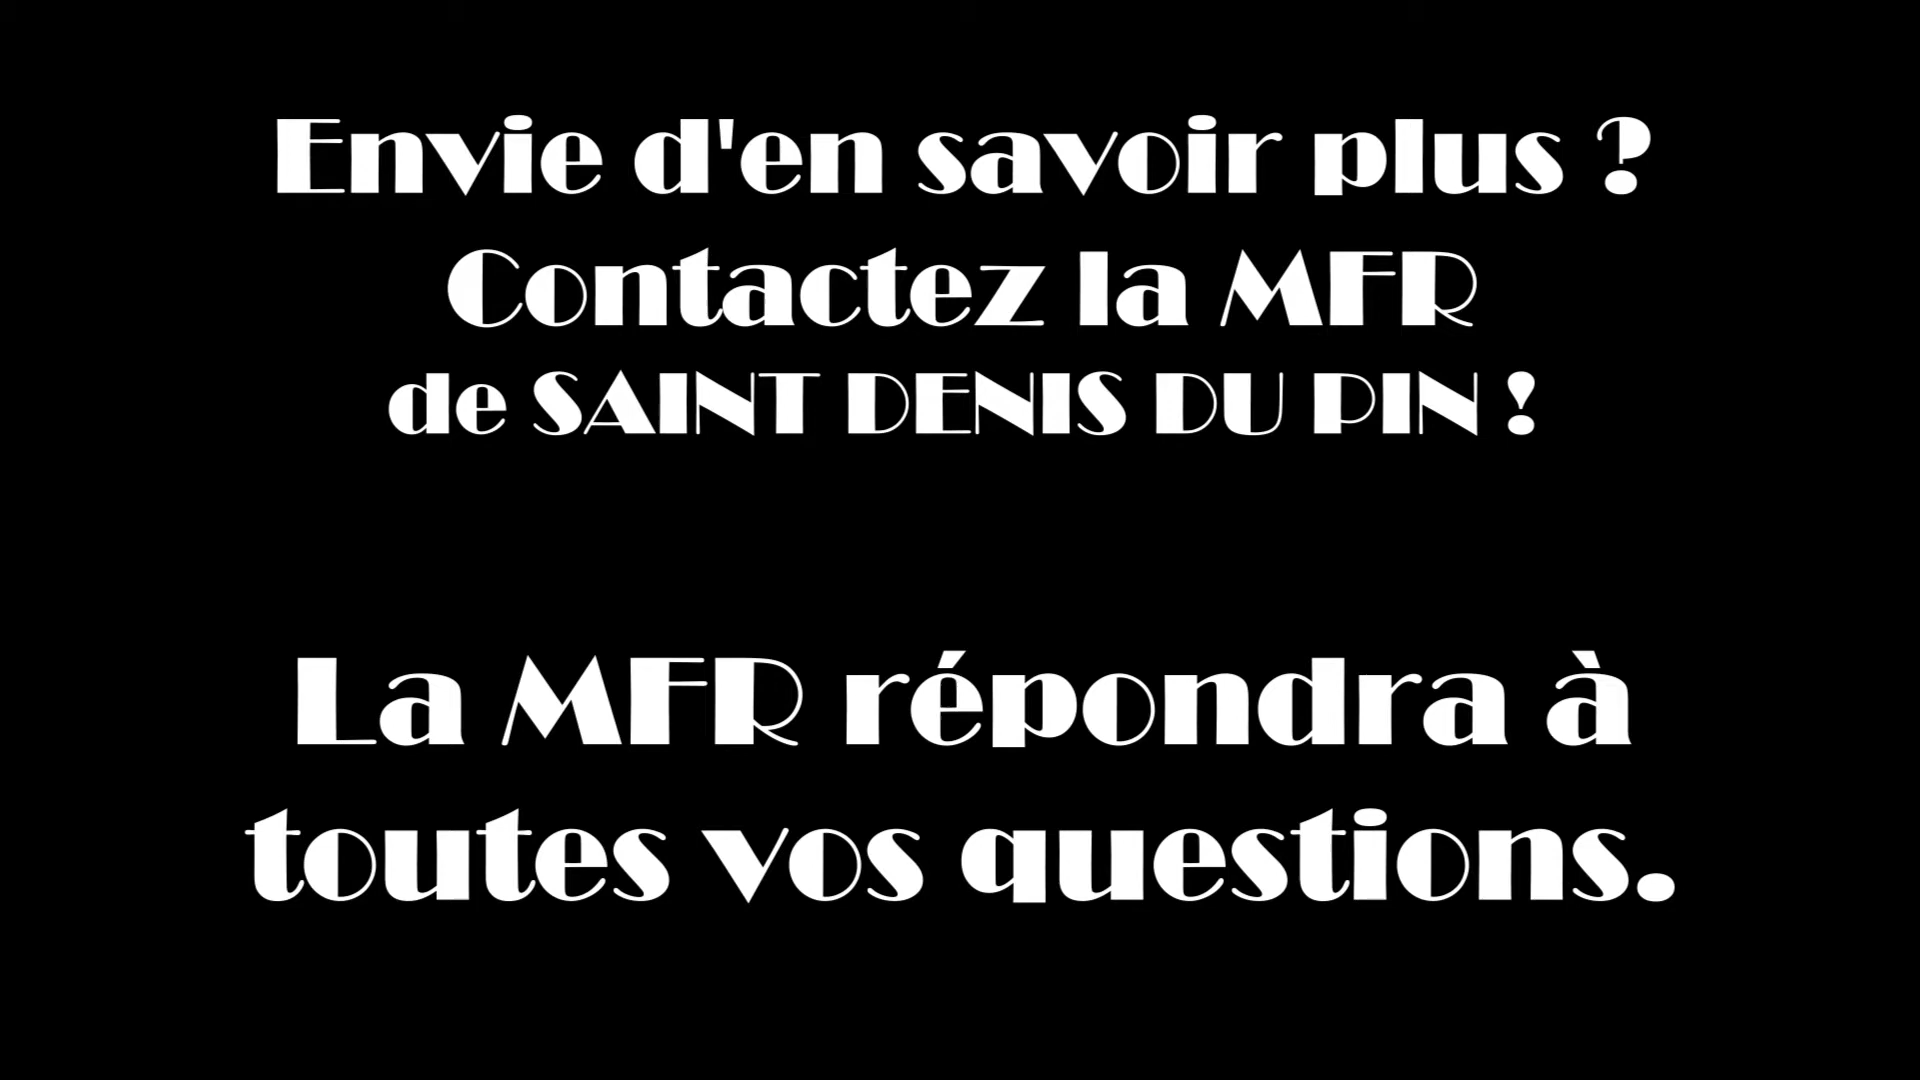 Envie d'en savoir plus ?
Contactez la MFR
de SAINT DENIS DU PIN !
La MFR répondra à
toutes vos questions.